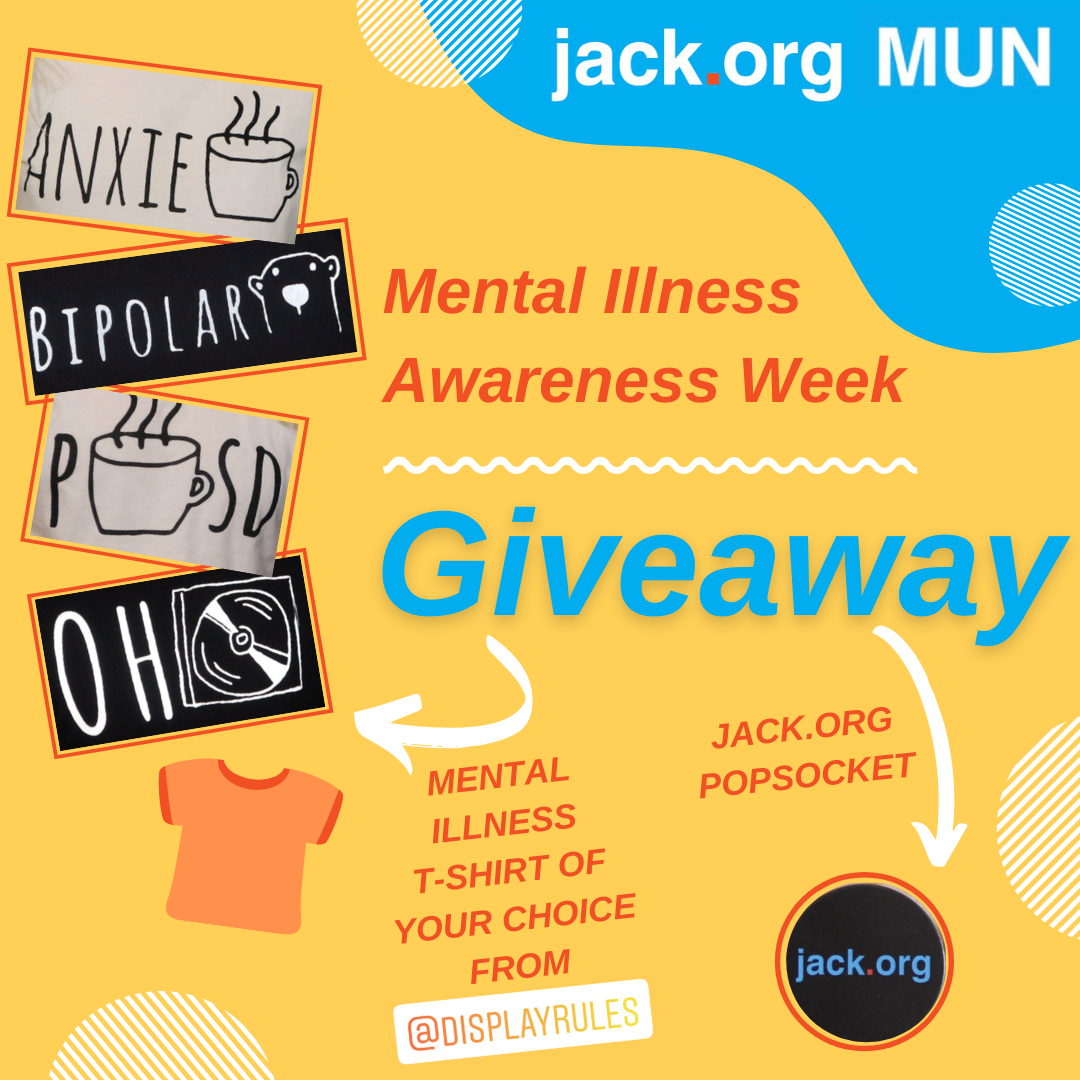 jack.org MUN
ANXIE
BIPOLAR
P SD
OH
Mental Illness
Awareness Week
Giveaway
MENTAL
ILLNESS
T-SHIRT OF
YOUR CHOICE
FROM
@DISPLAYRULES
JACK.ORG
POPSOCKET
jack.org